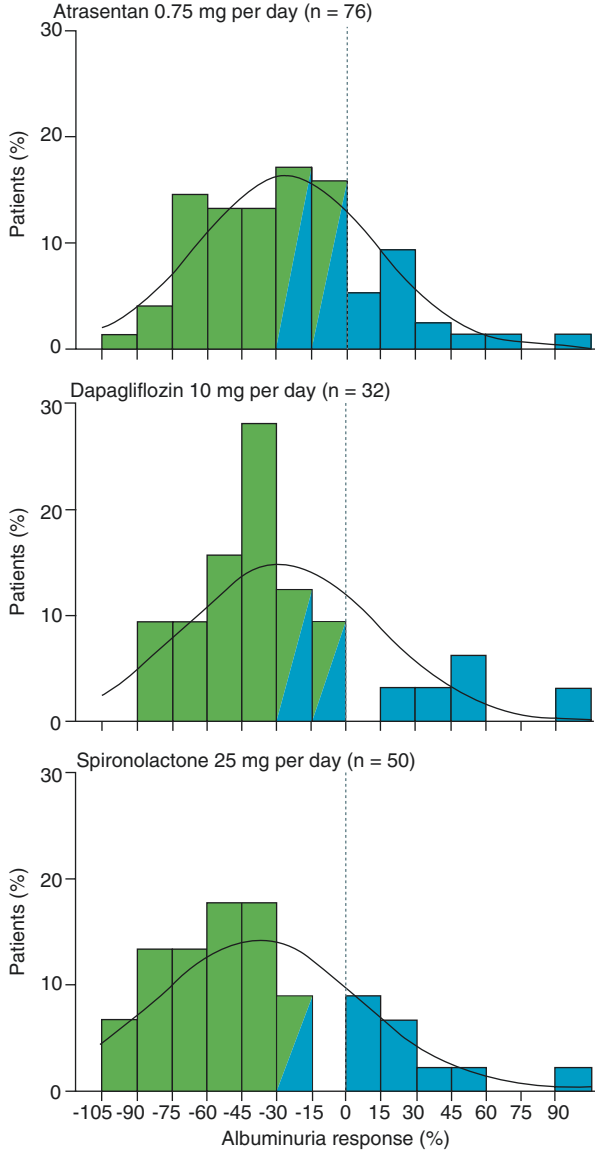 Atrasentan 0.75 mg per day (n = 76)
30
20
10
0
Patients (%)
Dapagliflozin 10 mg per day (n = 32)
30
20
10
0
Patients (%)
Spironolactone 25 mg per day (n = 50)
30
20
10
0
Patients (%)
-105 -90 -75 -60 -45 -30 -15 0 15 30 45 60 75 90
Albuminuria response (%)